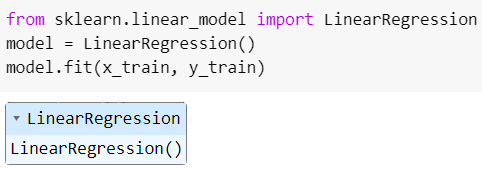 from sklearn.linear_model import LinearRegression
model = LinearRegression()
model.fit(x_train, y_train)
LinearRegression
LinearRegression()